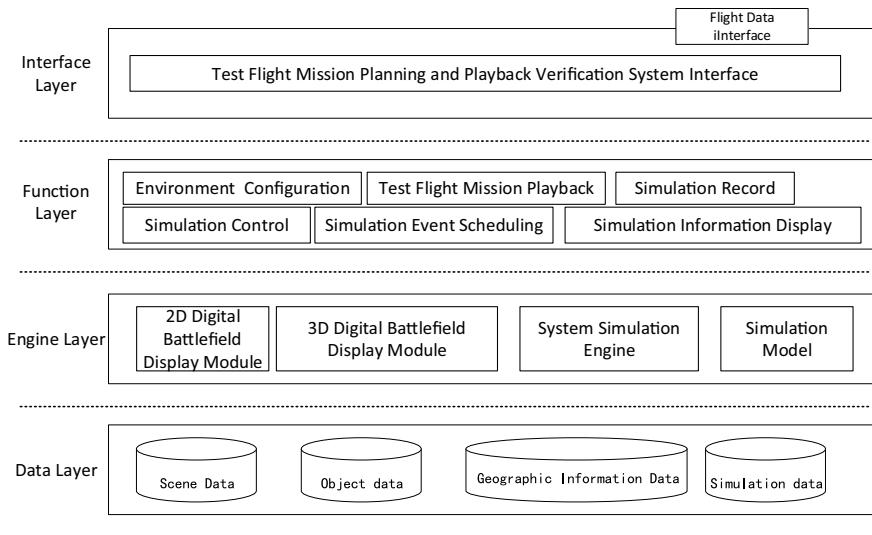 Flight Data
iInterface
Interface
Layer
Test Flight Mission Planning and Playback Verification System Interface
Function
Layer
Environment Configuration
Test Flight Mission Playback
Simulation Record
Simulation Control
Simulation Event Scheduling
Simulation Information Display
Engine Layer
2D Digital
Battlefield
Display Module
3D Digital Battlefield
Display Module
System Simulation
Engine
Simulation
Model
Data Layer
Scene Data
Object data
Geographic Information Data
Simulation data